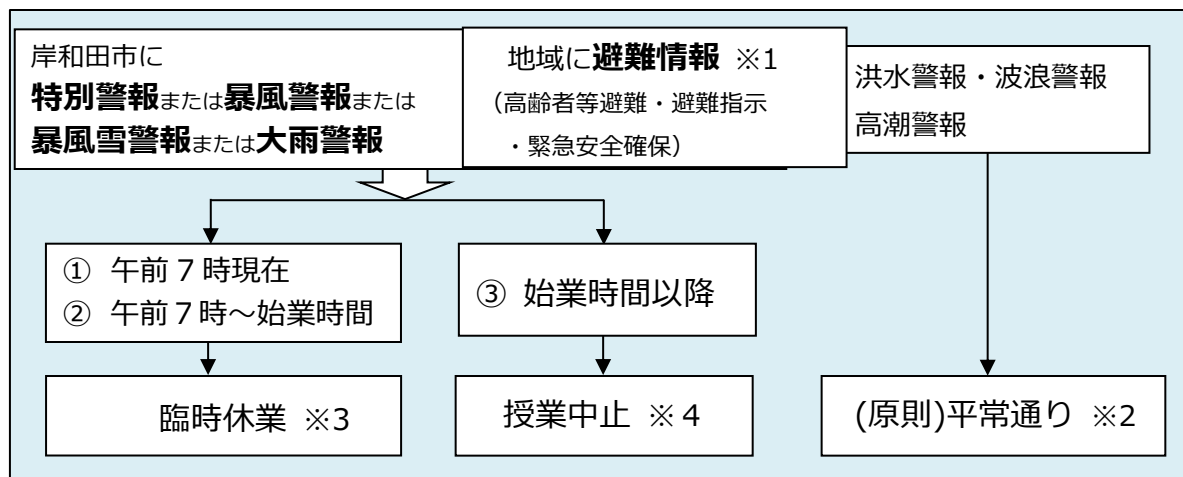 岸和田市に
特別警報または暴風警報または
暴風雪警報または大雨警報
地域に避難情報 ※1
（高齢者等避難・避難指示
・緊急安全確保）
洪水警報・波浪警報
高潮警報
① 午前７時現在
② 午前７時～始業時間
③ 始業時間以降
臨時休業 ※3
授業中止 ※４
(原則)平常通り ※2